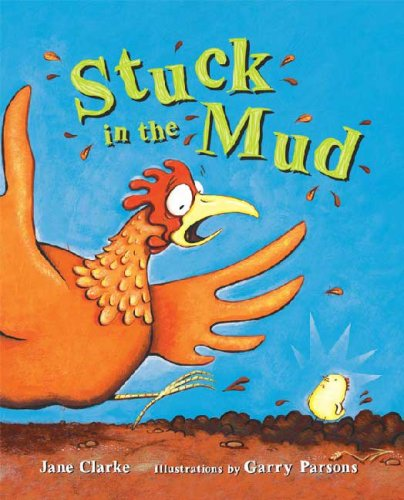 Stuck
in the
Mud
Jane Clarke Illustrations by Garry Parsons